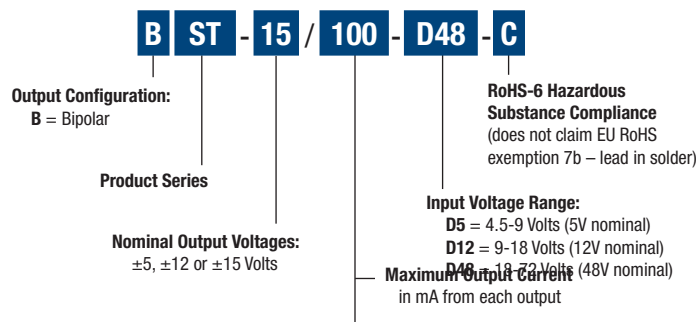 B ST - 15 / 100 - D48 - C
Output Configuration:
B = Bipolar
Product Series
Nominal Output Voltages:
±5, ±12 or ±15 Volts
RoHS-6 Hazardous
Substance Compliance
(does not claim EU RoHS
exemption 7b – lead in solder)
Input Voltage Range:
D5 = 4.5-9 Volts (5V nominal)
D12 = 9-18 Volts (12V nominal)
D48 = 18-72 Volts (48V nominal)
Maximum Output Current
in mA from each output